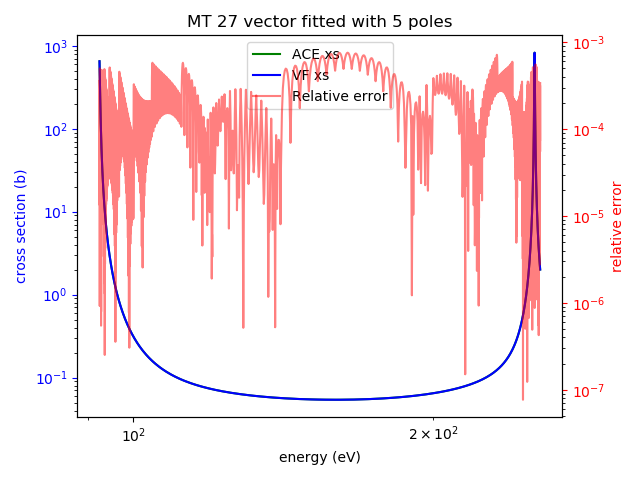 MT 27 vector fitted with 5 poles
ACE xs
VF xs
Relative error
cross section (b)
10³
10²
10¹
10⁰
10⁻¹
relative error
10⁻³
10⁻⁴
10⁻⁵
10⁻⁶
10⁻⁷
10²
2 × 10²
energy (eV)